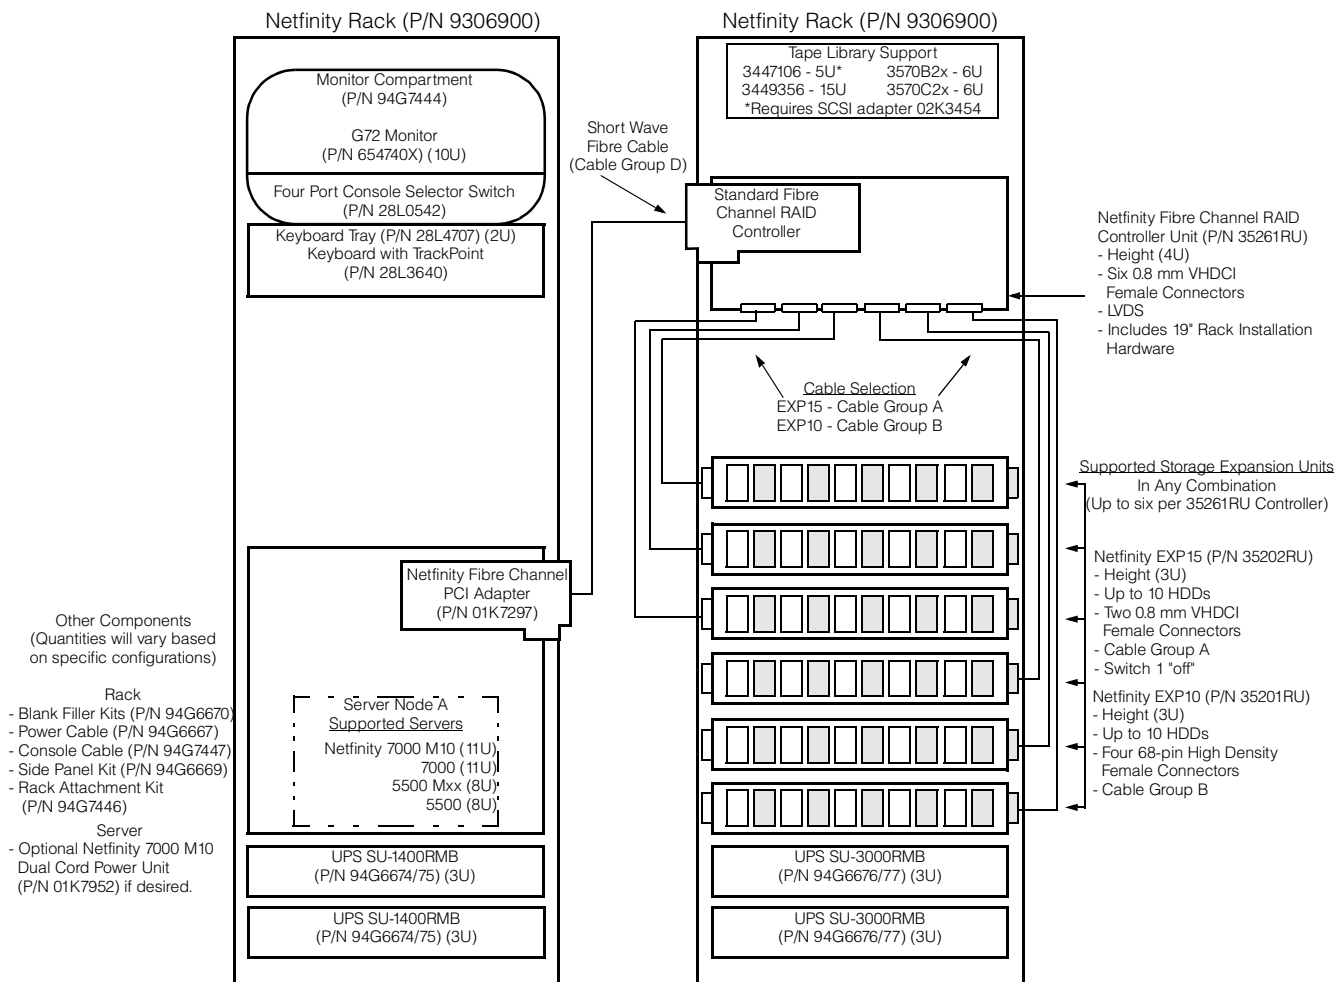 Netfinity Rack (P/N 9306900)
Monitor Compartment
(P/N 94G7444)
G72 Monitor
(P/N 654740X) (10U)
Four Port Console Selector Switch
(P/N 28L0542)
Keyboard Tray (P/N 28L4707) (2U)
Keyboard with TrackPoint
(P/N 28L3640)
Netfinity Fibre Channel
PCI Adapter
(P/N 01K7297)
Server Node A
Supported Servers
Netfinity 7000 M10 (11U)
7000 (11U)
5500 Mxx (8U)
5500 (8U)
UPS SU-1400RMB
(P/N 94G6674/75) (3U)
UPS SU-1400RMB
(P/N 94G6674/75) (3U)
Other Components
(Quantities will vary based
on specific configurations)
Rack
- Blank Filler Kits (P/N 94G6670)
- Power Cable (P/N 94G6667)
- Console Cable (P/N 94G7447)
- Side Panel Kit (P/N 94G6669)
- Rack Attachment Kit
(P/N 94G7446)
Server
- Optional Netfinity 7000 M10
Dual Cord Power Unit
(P/N 01K7952) if desired.
Short Wave
Fibre Cable
(Cable Group D)
Netfinity Rack (P/N 9306900)
Tape Library Support
3447106 - 5U* 3570B2x - 6U
3449356 - 15U 3570C2x - 6U
*Requires SCSI adapter 02K3454
Standard Fibre
Channel RAID
Controller
Cable Selection
EXP15 - Cable Group A
EXP10 - Cable Group B
UPS SU-3000RMB
(P/N 94G6676/77) (3U)
UPS SU-3000RMB
(P/N 94G6676/77) (3U)
Netfinity Fibre Channel RAID
Controller Unit (P/N 35261RU)
- Height (4U)
- Six 0.8 mm VHDCI
Female Connectors
- LVDS
- Includes 19" Rack Installation
Hardware
Supported Storage Expansion Units
In Any Combination
(Up to six per 35261RU Controller)
Netfinity EXP15 (P/N 35202RU)
- Height (3U)
- Up to 10 HDDs
- Two 0.8 mm VHDCI
Female Connectors
- Cable Group A
- Switch 1 "off"
Netfinity EXP10 (P/N 35201RU)
- Height (3U)
- Up to 10 HDDs
- Four 68-pin High Density
Female Connectors
- Cable Group B